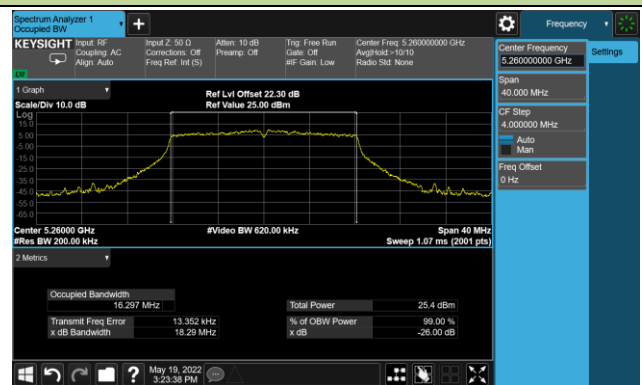 Spectrum Analyzer 1
Occupied BW
Frequency
KEYSIGHT
Input: RF
Coupling: AC
Align: Auto
Input Z: 50 Ω
Corrections: Off
Freq Ref: Int (S)
Atten: 10 dB
Preamp: Off
Trig: Free Run
Gate: Off
#IF Gain: Low
Center Freq: 5.260000000 GHz
Avg|Hold:>10/10
Radio Std: None
Center Frequency
5.260000000 GHz
Settings
Span
40.000 MHz
CF Step
4.000000 MHz
Auto
Man
Freq Offset
0 Hz
1 Graph
Scale/Div 10.0 dB
Ref Lvl Offset 22.30 dB
Ref Value 25.00 dBm
Log
15.0
5.00
-5.00
-15.0
-25.0
-35.0
-45.0
-55.0
-65.0
Center 5.26000 GHz
#Res BW 200.00 kHz
#Video BW 620.00 kHz
Span 40 MHz
Sweep 1.07 ms (2001 pts)
2 Metrics
Occupied Bandwidth
16.297 MHz
Total Power 25.4 dBm
Transmit Freq Error 13.352 kHz
% of OBW Power 99.00 %
x dB Bandwidth 18.29 MHz
x dB -26.00 dB
May 19, 2022
3:23:38 PM